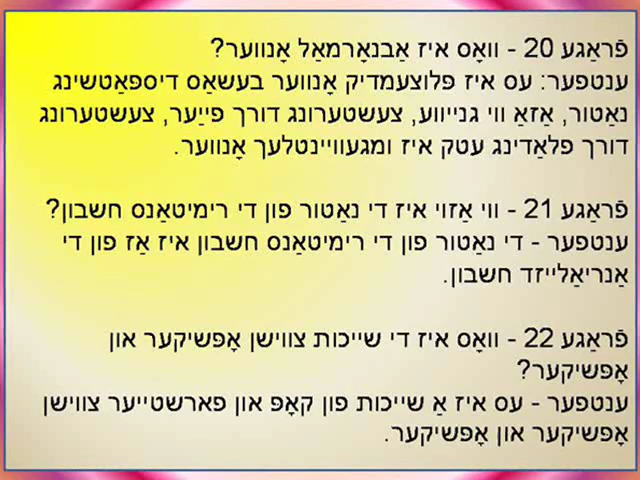 פֿראַגע 20 - וואָס איז אַבנאָרמאַל אָנווער?
ענטפער: עס איז פּלוצעמדיק אָנווער בעשאַס דיספּאַטשינג
נאַטור, אַזאַ ווי גנייווע, צעשטערונג דורך פייַער, צעשטערונג
דורך פלאַדינג עטק איז ומגעוויינטלעך אָנווער.
פֿראַגע 21 - ווי אַזוי איז די נאַטור פון די רימיטאַנס חשבון?
ענטפער - די נאַטור פון די רימיטאַנס חשבון איז אַז פון די
אַנריאַלייזד חשבון.
פֿראַגע 22 - וואָס איז די שייכות צווישן אָפּשיקער און
אָפּשיקער?
ענטפער - עס איז אַ שייכות פון קאָפּ און פארשטייער צווישן
אָפּשיקער און אָפּשיקער.